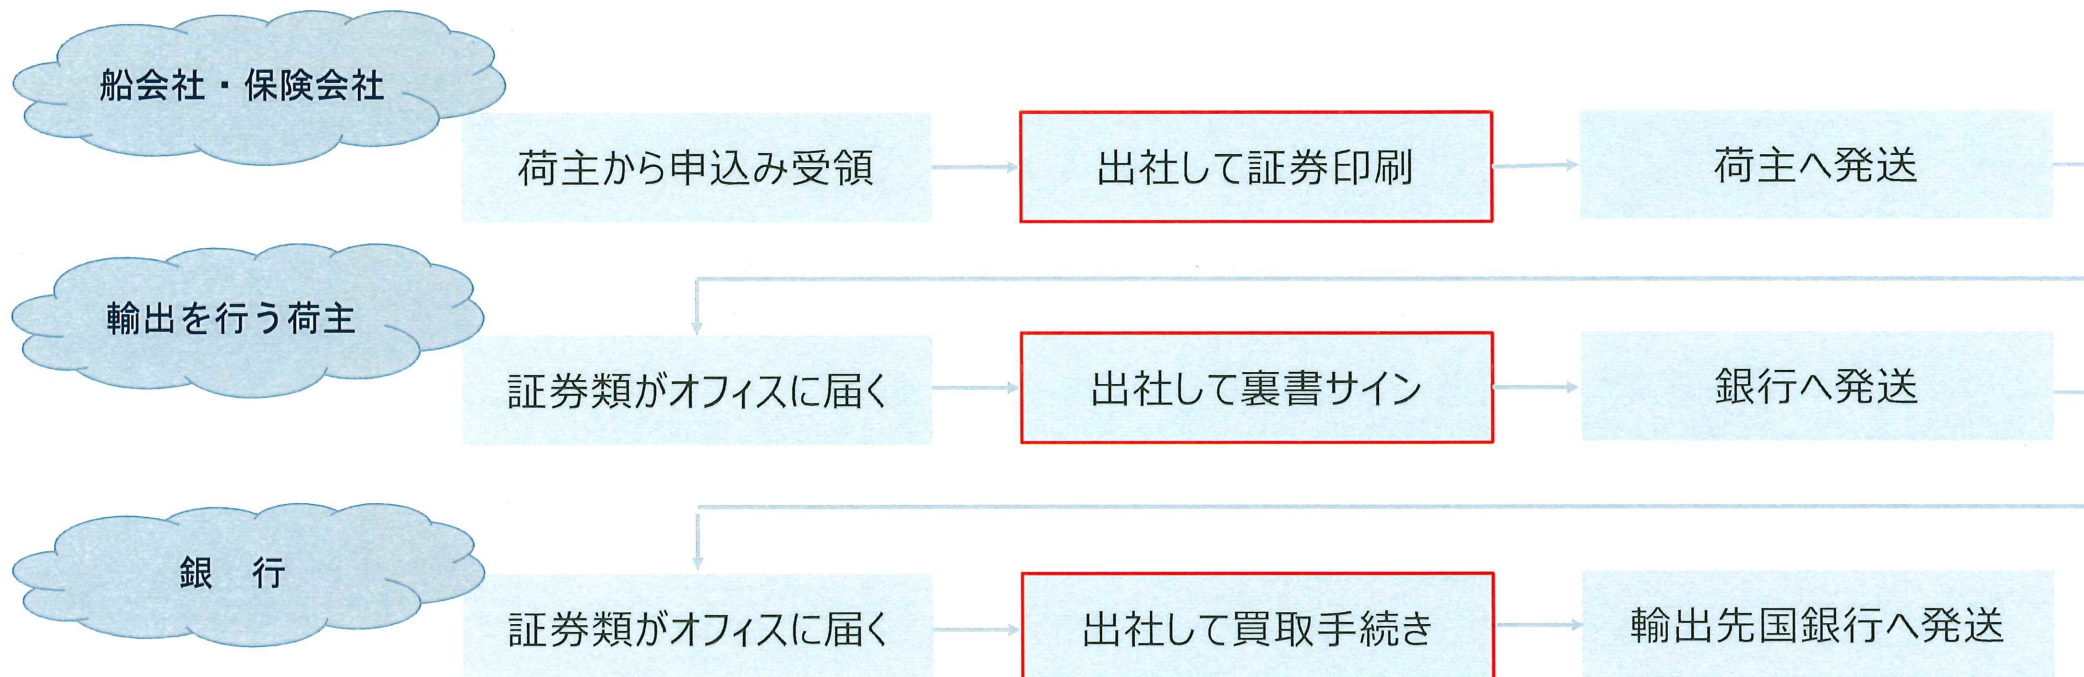 船会社・保険会社
荷主から申込み受領
出社して証券印刷
荷主へ発送
輸出を行う荷主
証券類がオフィスに届く
出社して裏書サイン
銀行へ発送
銀　行
証券類がオフィスに届く
出社して買取手続き
輸出先国銀行へ発送